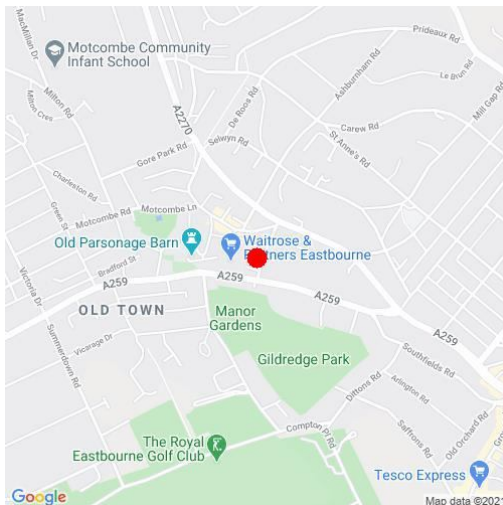 MacMillan Dr
Motcombe Community
Infant School
Prideaux Rd
Ashburnham Rd
Le Brun Rd
Mill Gap Rd
De Roos Rd
Milton Cres
Milton Rd
A2270
Selwyn Rd
St Anne's Rd
Carew Rd
Gore Park Rd
Charleston Rd
Green St
Motcombe Ln
Motcombe Rd
Old Parsonage Barn
Waitrose &
Partners Eastbourne
Bradford St
Victoria Dr
A259
A259
A259
A259
OLD TOWN
Manor
Gardens
Summerdown Rd
Vicarage Dr
Gildredge Park
Southfields Rd
Dittons Rd
Arlington Rd
Compton Pl Rd
Saffrons Rd
Old Orchard Rd
The Royal
Eastbourne Golf Club
Tesco Express
Google
Map data ©2021